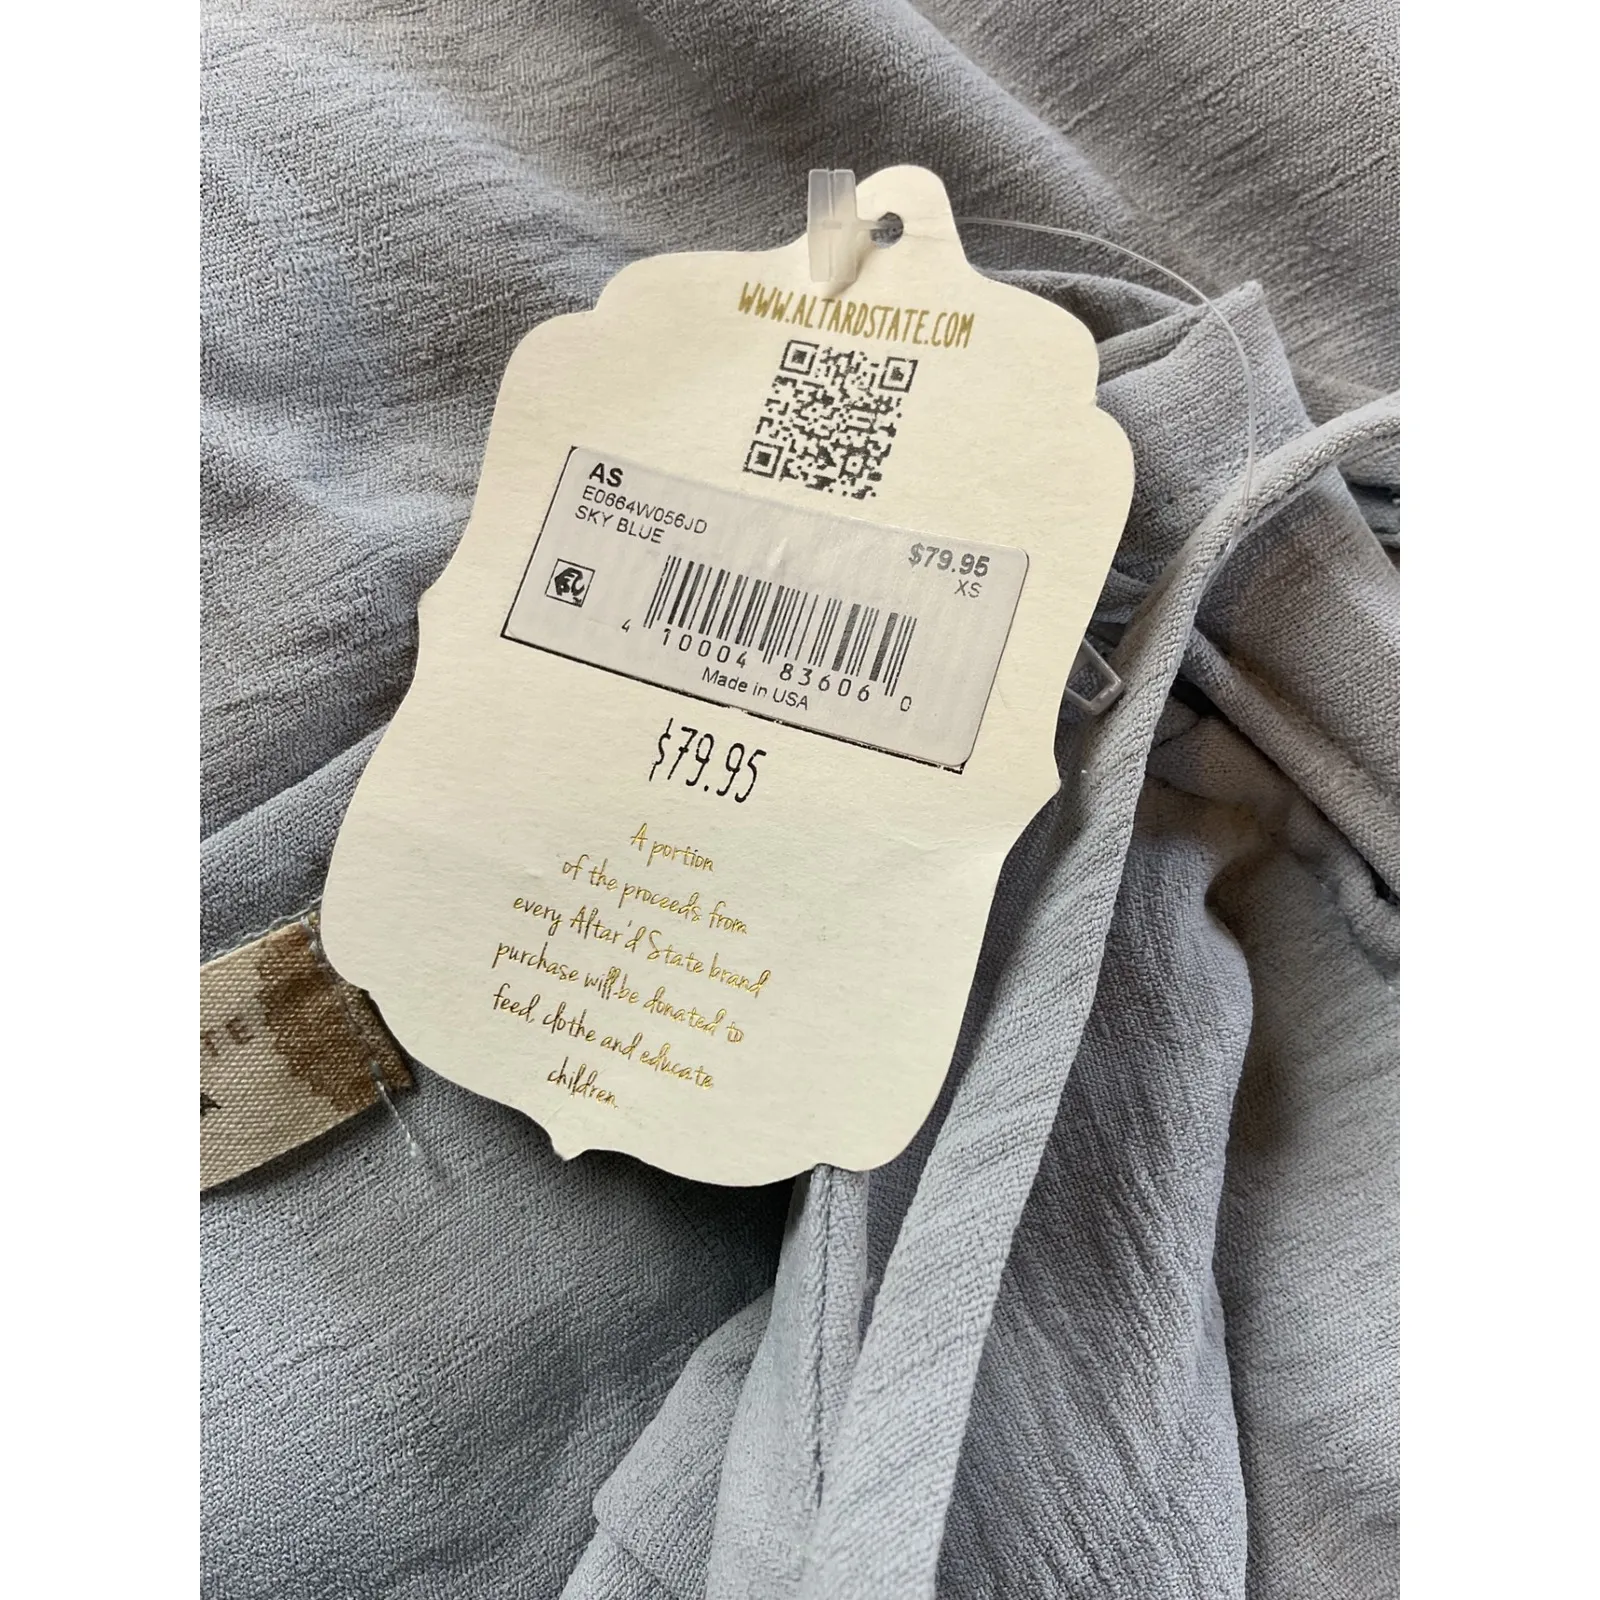 WWW.ALTARDSTATE.COM
AS
E0664W056JD
SKY BLUE
$79.95
XS
4 10004 83606 0
Made in USA
$79.95
A portion
of the proceeds from
every Altar'd State brand
purchase will be donated to
feed, clothe and educate
children.